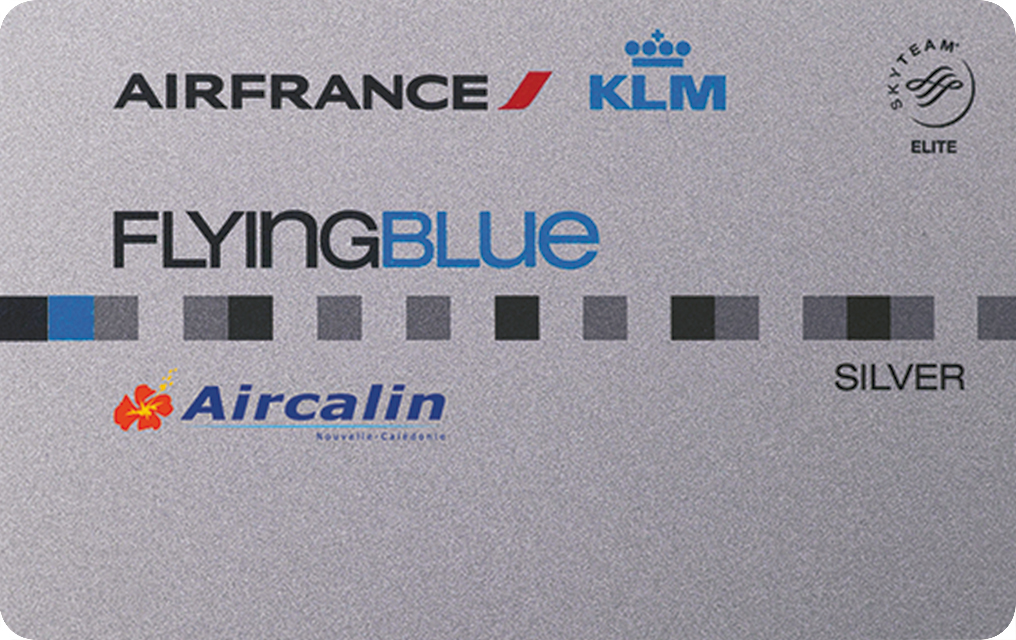 AIRFRANCE KLM
SKYTEAM
ELITE
FLYINGBLUE
SILVER
Aircalin
Nouvelle-Calédonie